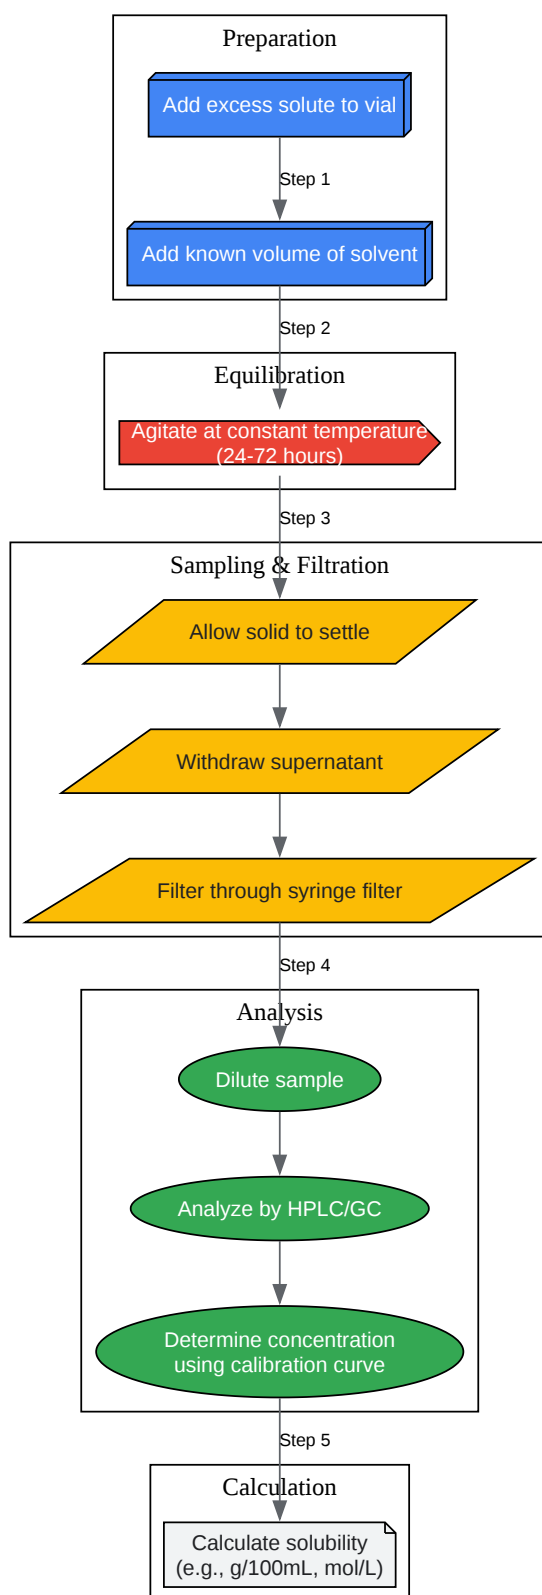 Preparation
Add excess solute to vial
Step 1
Add known volume of solvent
Step 2
Equilibration
Agitate at constant temperature
(24-72 hours)
Step 3
Sampling & Filtration
Allow solid to settle
Withdraw supernatant
Filter through syringe filter
Step 4
Analysis
Dilute sample
Analyze by HPLC/GC
Determine concentration
using calibration curve
Step 5
Calculation
Calculate solubility
(e.g., g/100mL, mol/L)